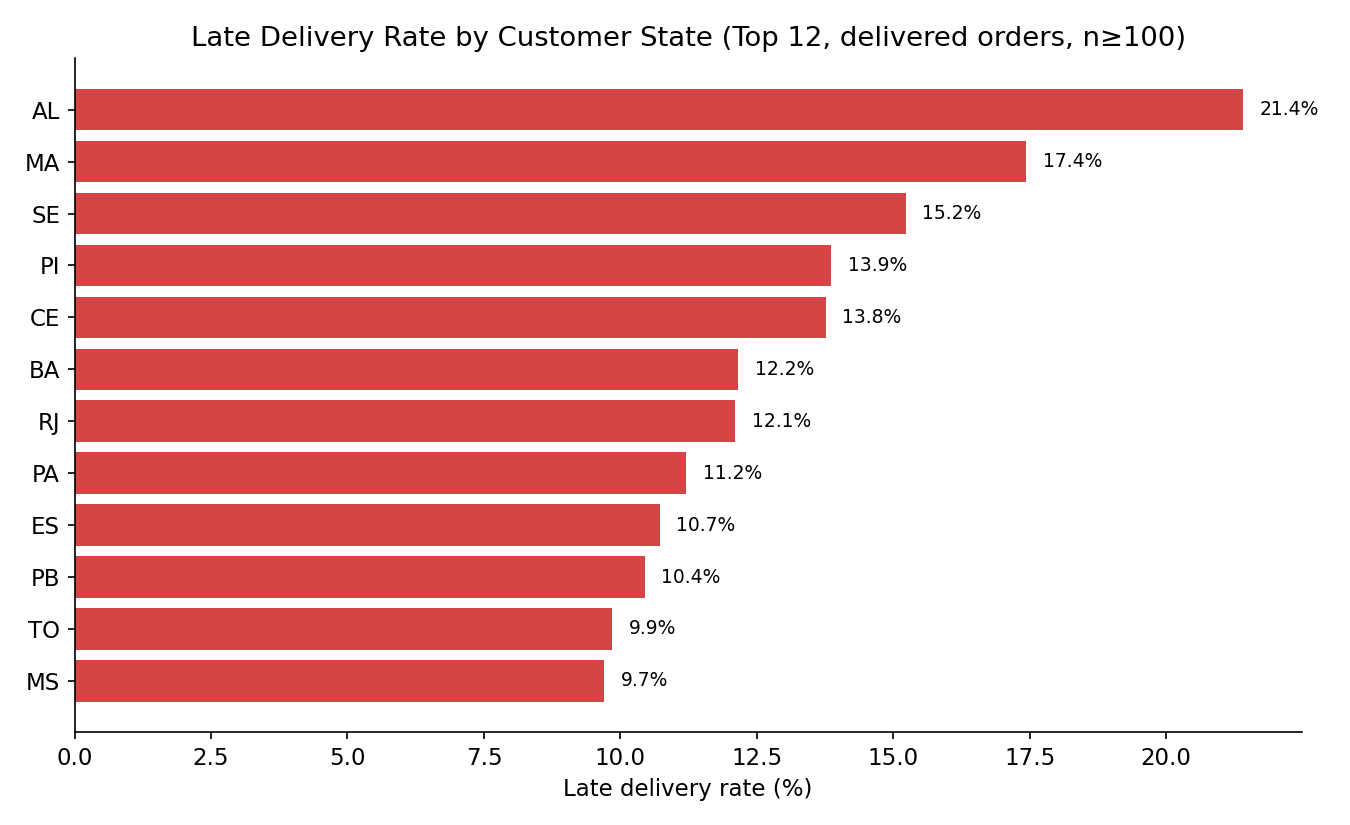 Late Delivery Rate by Customer State (Top 12, delivered orders, n≥100)
AL 21.4%
MA 17.4%
SE 15.2%
PI 13.9%
CE 13.8%
BA 12.2%
RJ 12.1%
PA 11.2%
ES 10.7%
PB 10.4%
TO 9.9%
MS 9.7%
0.0 2.5 5.0 7.5 10.0 12.5 15.0 17.5 20.0
Late delivery rate (%)